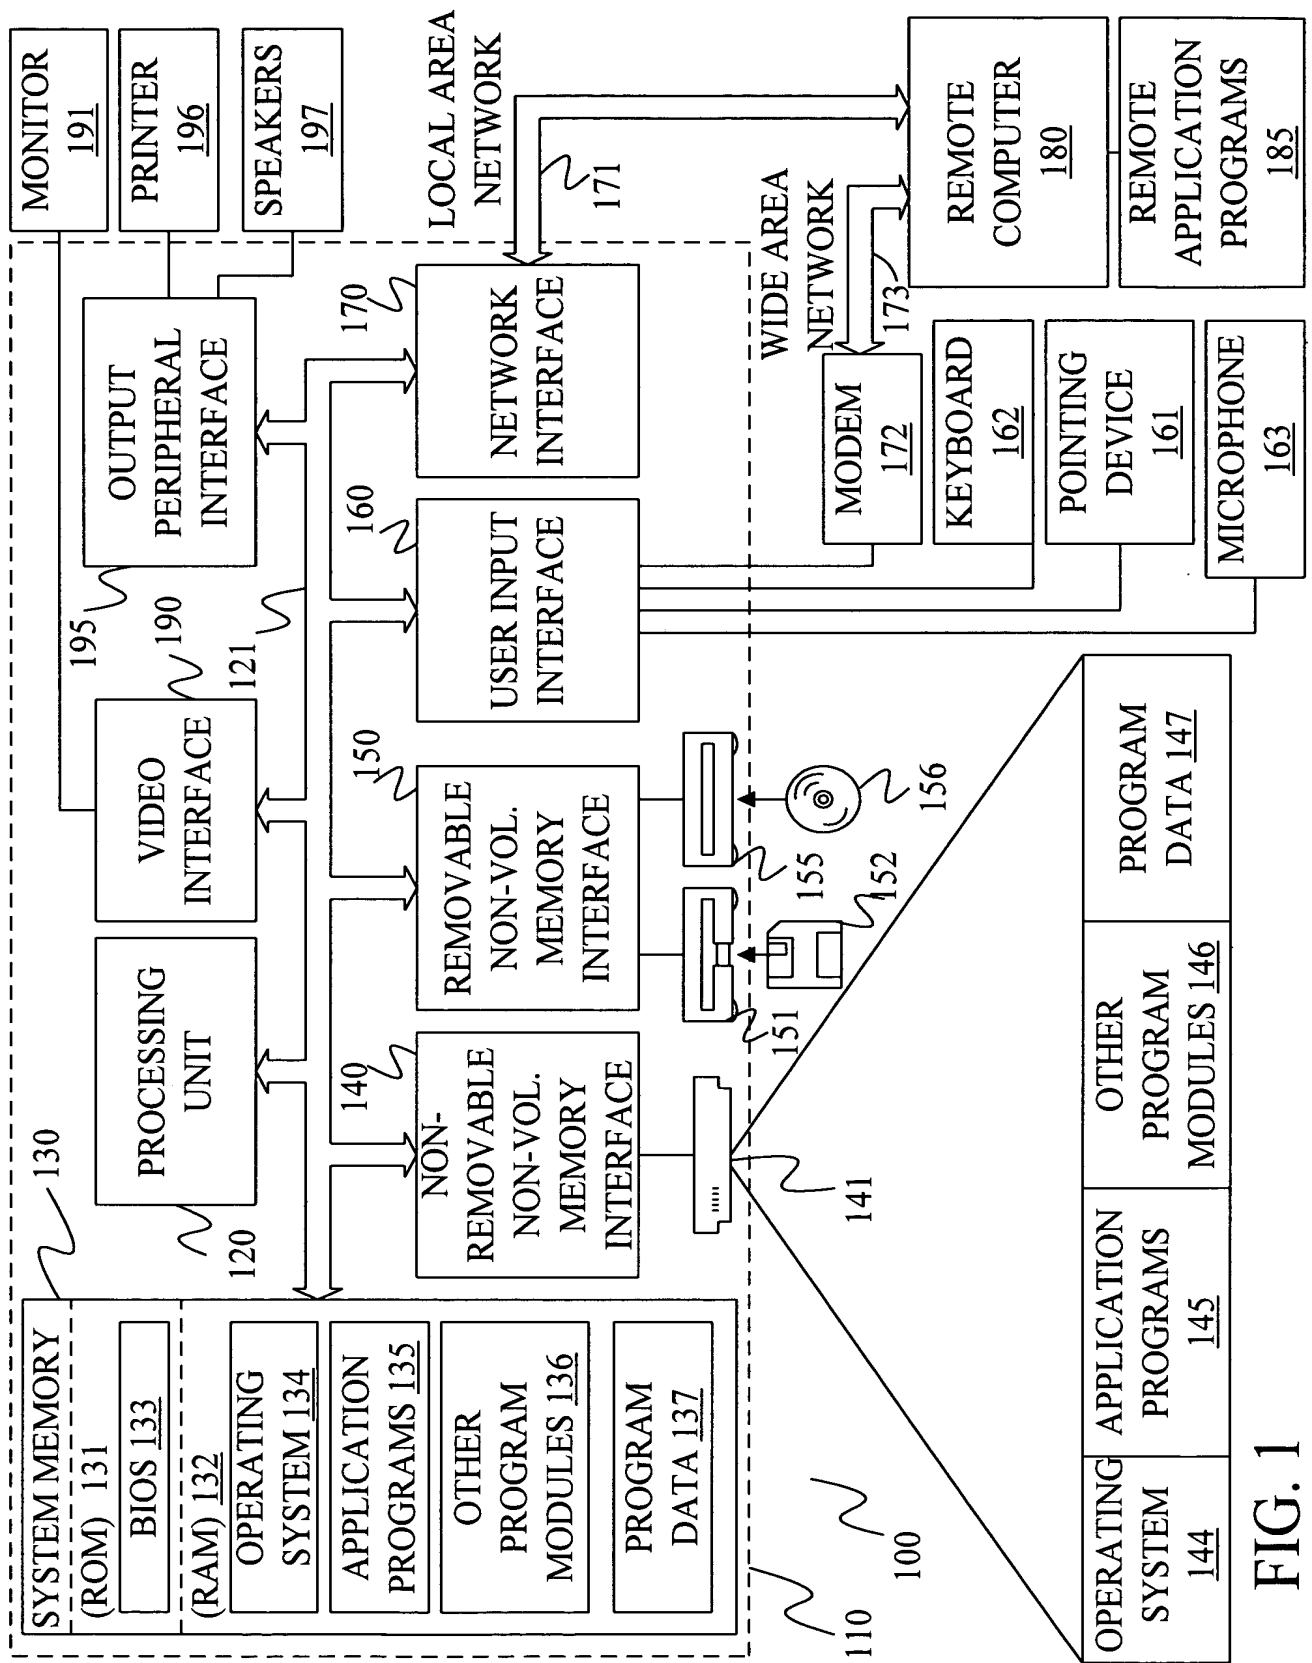 SYSTEM MEMORY
(ROM) 131
BIOS 133
(RAM) 132
OPERATING
SYSTEM 134
APPLICATION
PROGRAMS 135
OTHER
PROGRAM
MODULES 136
PROGRAM
DATA 137
130
120
PROCESSING
UNIT
VIDEO
INTERFACE
190
121
195
OUTPUT
PERIPHERAL
INTERFACE
MONITOR
191
PRINTER
196
SPEAKERS
197
140
NON-
REMOVABLE
NON-VOL.
MEMORY
INTERFACE
150
REMOVABLE
NON-VOL.
MEMORY
INTERFACE
160
USER INPUT
INTERFACE
170
NETWORK
INTERFACE
LOCAL AREA
NETWORK
171
141
151
152
155
156
WIDE AREA
NETWORK
173
MODEM
172
KEYBOARD
162
POINTING
DEVICE
161
MICROPHONE
163
REMOTE
COMPUTER
180
REMOTE
APPLICATION
PROGRAMS
185
110
100
OPERATING
SYSTEM
144
APPLICATION
PROGRAMS
145
OTHER
PROGRAM
MODULES 146
PROGRAM
DATA 147
FIG. 1